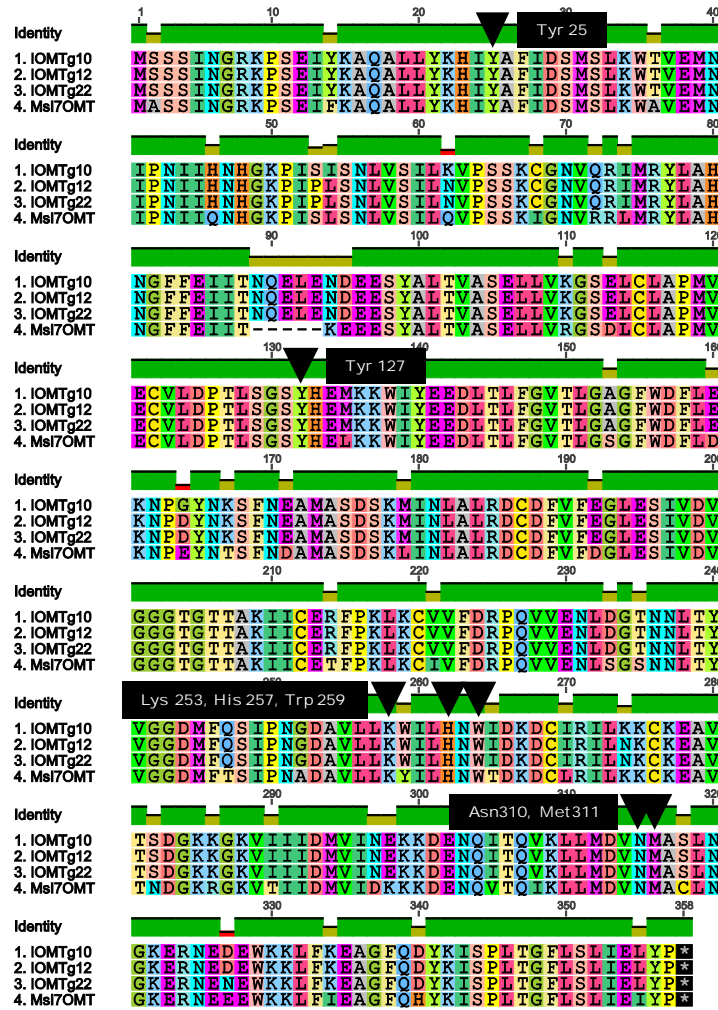 1 10 20 30 40
Tyr 25
Identity
1. IOMTg10 MSSSINGRKPSEIYKAQALLYKHIYAFIDSMSLKWTVEMN
2. IOMTg12 MSSSINGRKPSEIYKAQALLYKHIYAFIDSMSLKWTVEMN
3. IOMTg22 MSSSINGRKPSEIYKAQALLYKHIYAFIDSMSLKWTVEMN
4. MsI7OMT MASSINGRKPSEIFKAQALLYKHIYAFIDSMSLKWAVEMN
50 60 70 80
Identity
1. IOMTg10 IPNIIHNHGKPISISNLVSILKVPSSKCGNVQRIMRYLAH
2. IOMTg12 IPNIIHNHGKPIPLSNLVSILNVPSSKCGNVQRIMRYLAH
3. IOMTg22 IPNIIHNHGKPIPLSNLVSILNVPSSKCGNVQRIMRYLAH
4. MsI7OMT IPNIIQNHGKPISLSNLVSILQVPSSKIGNVRRLMRYLAH
90 100 110 120
Identity
1. IOMTg10 NGFFEIITNQELENDEESYALTVASELLVKGSELCLAPMV
2. IOMTg12 NGFFEIITNQELENDEESYALTVASELLVKGSELCLAPMV
3. IOMTg22 NGFFEIITNQELENDEESYALTVASELLVKGSELCLAPMV
4. MsI7OMT NGFFEIIT-----KEEESYALTVASELLVRGSDLCLAPMV
130 140 150 160
Tyr 127
Identity
1. IOMTg10 ECVLDPTLSGSYHEMKKWIYEEDLTLFGVTLGAGFWDFLE
2. IOMTg12 ECVLDPTLSGSYHEMKKWIYEEDLTLFGVTLGAGFWDFLE
3. IOMTg22 ECVLDPTLSGSYHEMKKWIYEEDLTLFGVTLGAGFWDFLE
4. MsI7OMT ECVLDPTLSGSYHELKKWIYEEDLTLFGVTLGSGFWDFLD
170 180 190 200
Identity
1. IOMTg10 KNPGYNKSFNEAMASDSKMINLALRDCDFVFEGLESIVDV
2. IOMTg12 KNPDYNKSFNEAMASDSKMINLALRDCDFVFEGLESIVDV
3. IOMTg22 KNPDYNKSFNEAMASDSKMINLALRDCDFVFEGLESIVDV
4. MsI7OMT KNPEYNTSFNDAMASDSKLINLALRDCDFVFDGLESIVDV
210 220 230 240
Identity
1. IOMTg10 GGGTGTTAKIICERFPKLKCVVFDRPQVVENLDGTNNLTY
2. IOMTg12 GGGTGTTAKIICERFPKLKCVVFDRPQVVENLDGTNNLTY
3. IOMTg22 GGGTGTTAKIICERFPKLKCVVFDRPQVVENLDGTNNLTY
4. MsI7OMT GGGTGTTAKIICETFPKLKCIVFDRPQVVENLSGSNNLTY
260 270 280
Lys 253, His 257, Trp 259
Identity
1. IOMTg10 VGGDMFQSIPNGDAVLLKWILHNWIDKDCIRILKKCKEAV
2. IOMTg12 VGGDMFQSIPNGDAVLLKWILHNWIDKDCIRILNKCKEAV
3. IOMTg22 VGGDMFQSIPNGDAVLLKWILHNWIDKDCIRILNKCKEAV
4. MsI7OMT VGGDMFTSIPNADAVLLKYILHNWTDKDCLRILKKCKEAV
290 300 310 320
Asn310, Met311
Identity
1. IOMTg10 TSDGKKGKVIIIDMVINEKKDENQITQVKLLMDVNMASLN
2. IOMTg12 TSDGKKGKVIIIDMVINEKKDENQITQVKLLMDVNMASLN
3. IOMTg22 TSDGKKGKVIIIDMVINEKKDENQITQVKLLMDVNMASLN
4. MsI7OMT TNDGKRGKVTIIDMVIDKKKDENQVTQIKLLMDVNMACLN
330 340 350 358
Identity
1. IOMTg10 GKERNEDEWKKLFKEAGFQDYKISPLTGFLSLIELYP*
2. IOMTg12 GKERNEDEWKKLFKEAGFQDYKISPLTGFLSLIELYP*
3. IOMTg22 GKERNENEWKKLFKEAGFQDYKISPLTGFLSLIELYP*
4. MsI7OMT GKERNEEEWKKLFIEAGFQHYKISPLTGFLSLIEIYP*